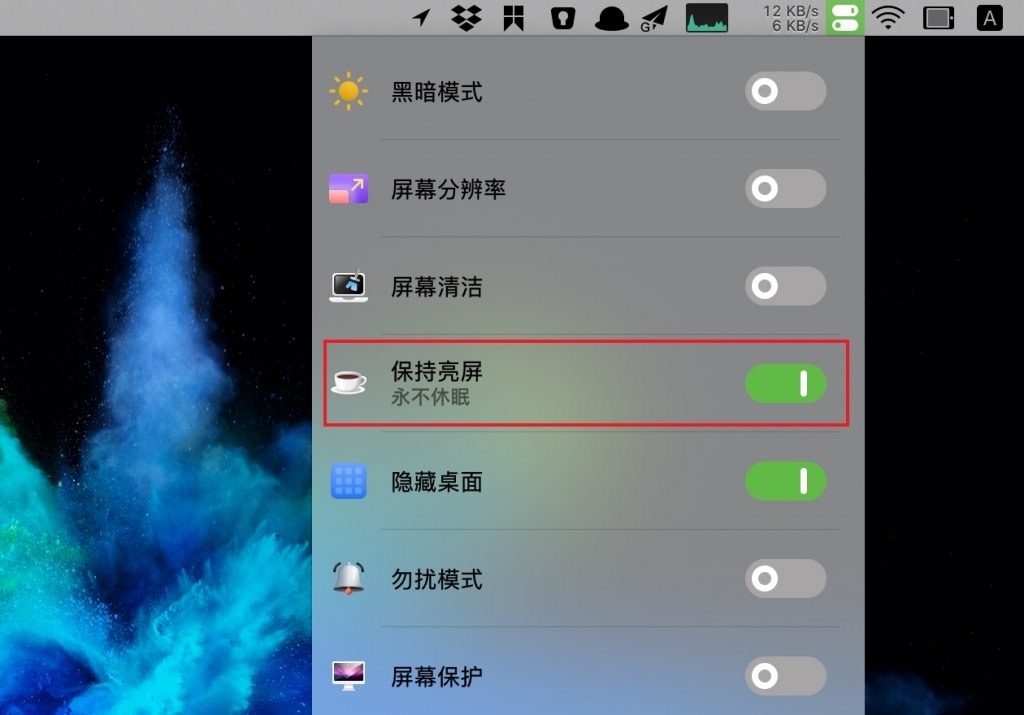 12 KB/s
6 KB/s
A
G
黑暗模式
屏幕分辨率
屏幕清洁
保持亮屏
永不休眠
隐藏桌面
勿扰模式
屏幕保护